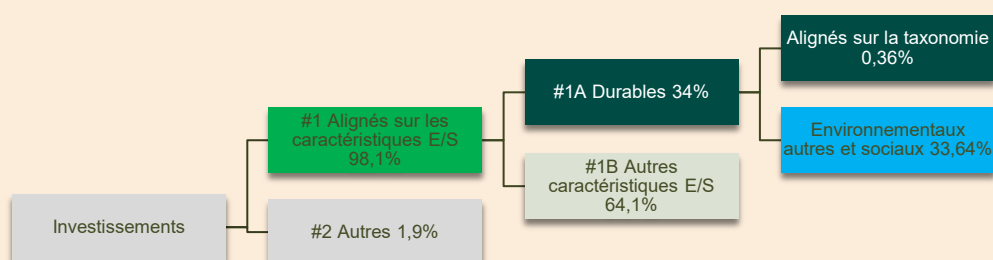 Investissements
#1 Alignés sur les
caractéristiques E/S
98,1%
#2 Autres 1,9%
#1A Durables 34%
#1B Autres
caractéristiques E/S
64,1%
Alignés sur la taxonomie
0,36%
Environnementaux
autres et sociaux 33,64%